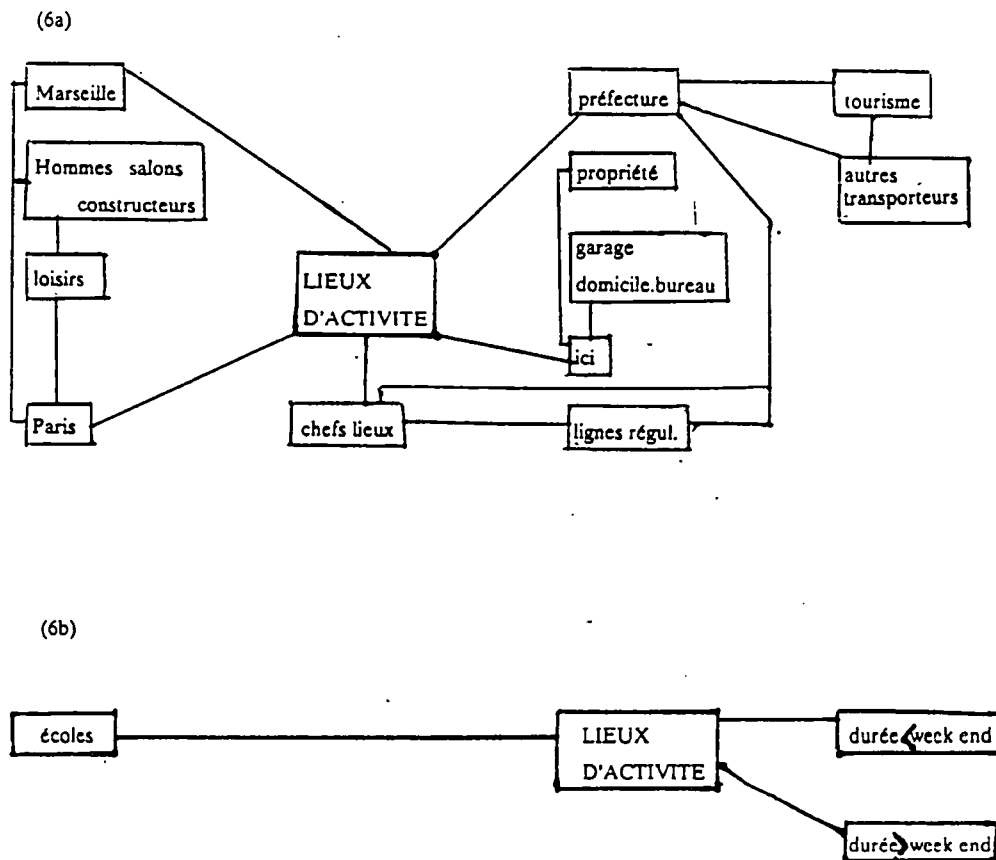 (6a)
Marseille
préfecture
tourisme
Hommes salons
constructeurs
propriété
autres
transporteurs
loisirs
LIEUX
D'ACTIVITE
garage
domicile.bureau
ici
Paris
chefs lieux
lignes régul.
(6b)
écoles
LIEUX
D'ACTIVITE
durée < week end
durée > week end